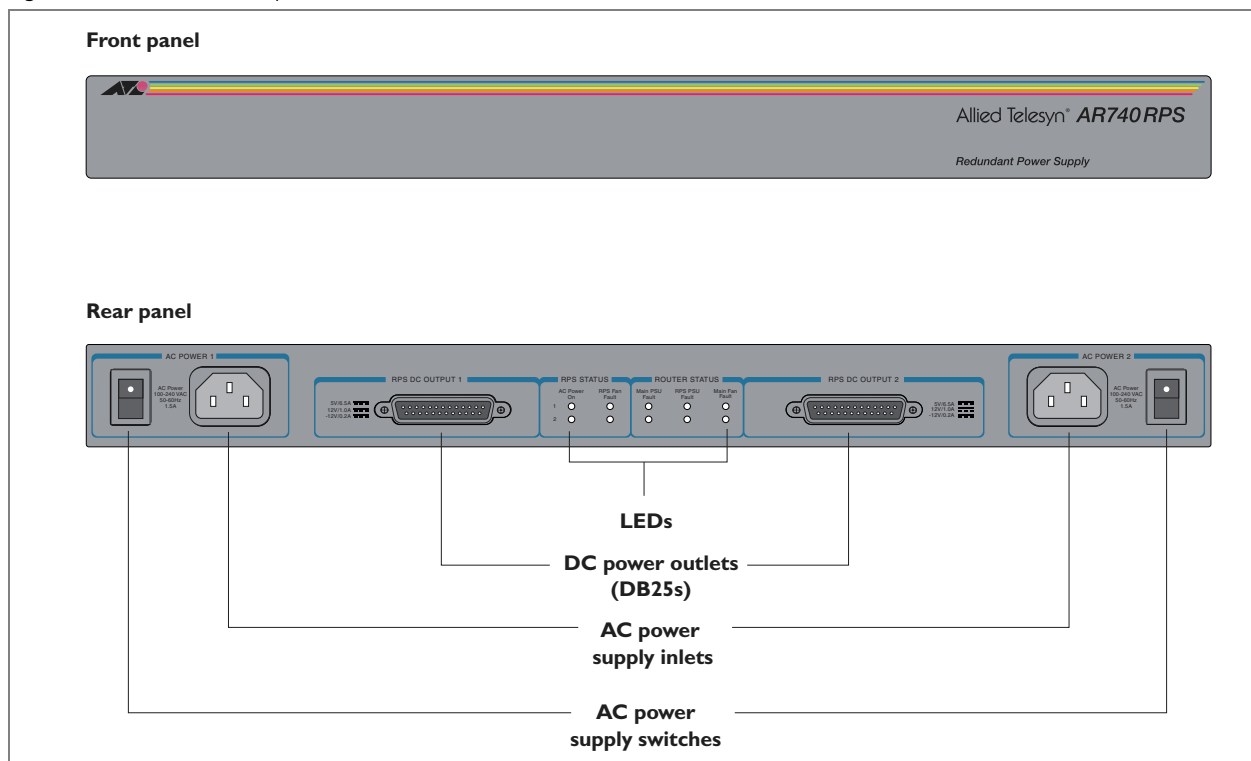 Front panel
Allied Telesyn® AR740 RPS
Redundant Power Supply
Rear panel
AC POWER 1
AC Power
100-240 VAC
50-60Hz
1.5A
RPS DC OUTPUT 1
5V/6.5A
12V/1.0A
-12V/0.2A
RPS STATUS
AC Power
On
RPS Fan
Fault
1
2
ROUTER STATUS
Main PSU
Fault
RPS PSU
Fault
Main Fan
Fault
RPS DC OUTPUT 2
5V/6.5A
12V/1.0A
-12V/0.2A
AC POWER 2
AC Power
100-240 VAC
50-60Hz
1.5A
LEDs
DC power outlets
(DB25s)
AC power
supply inlets
AC power
supply switches